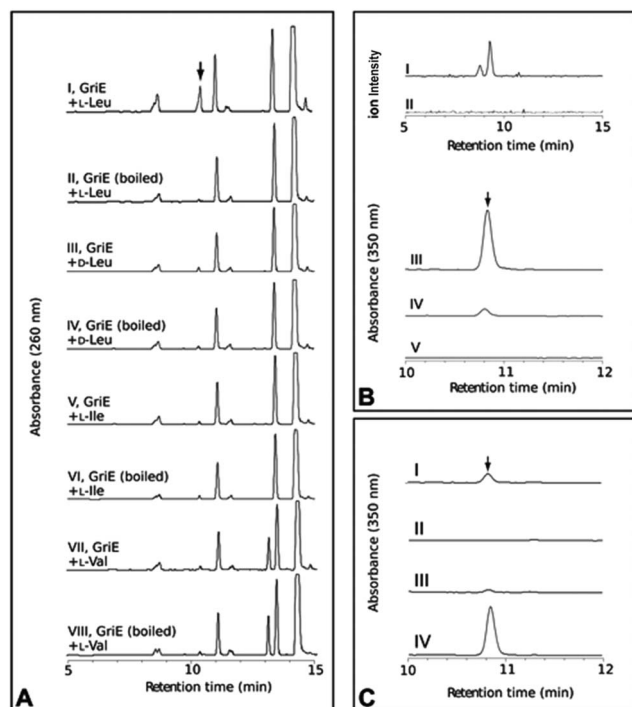 I, GriE
+L-Leu
II, GriE (boiled)
+L-Leu
III, GriE
+D-Leu
IV, GriE (boiled)
+D-Leu
V, GriE
+L-Ile
VI, GriE (boiled)
+L-Ile
VII, GriE
+L-Val
VIII, GriE (boiled)
+L-Val
Absorbance (260 nm)
5 10 15
Retention time (min)
A
ion Intensity
I
II
5 10 15
Retention time (min)
Absorbance (350 nm)
III
IV
V
10 11 12
Retention time (min)
B
Absorbance (350 nm)
I
II
III
IV
10 11 12
Retention time (min)
C